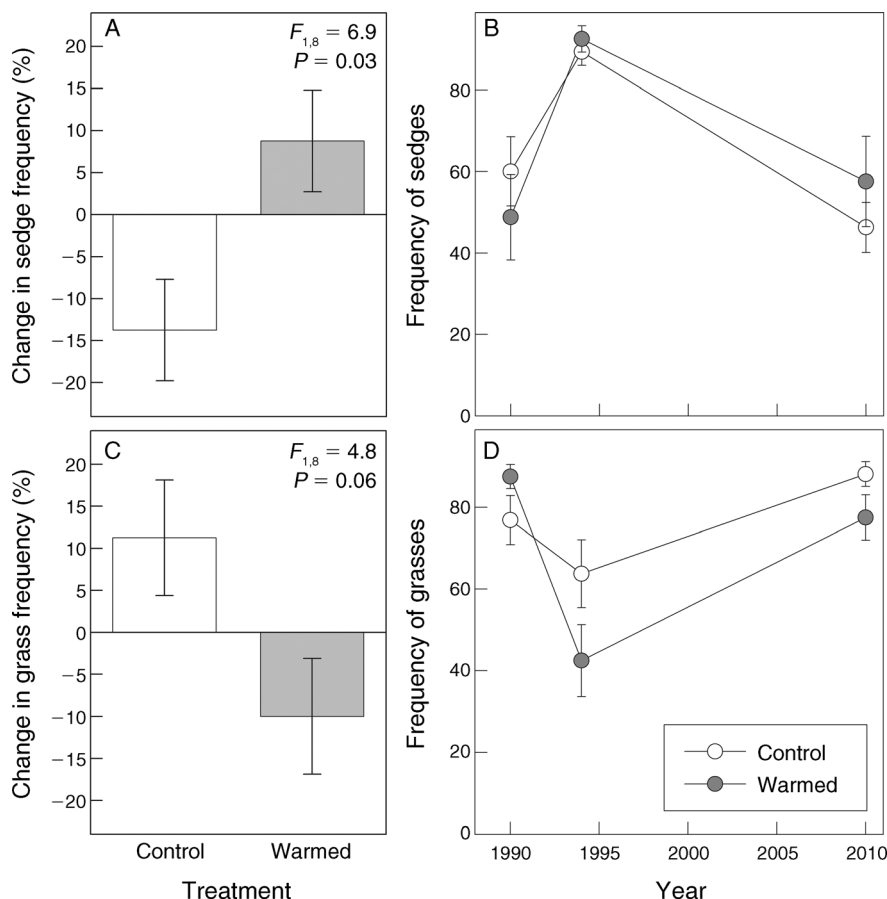 A
F1,8 = 6.9
P = 0.03
Change in sedge frequency (%)
20
15
10
5
0
−5
−10
−15
−20
B
Frequency of sedges
80
60
40
20
0
C
F1,8 = 4.8
P = 0.06
Change in grass frequency (%)
20
15
10
5
0
−5
−10
−15
−20
Control Warmed
Treatment
D
Frequency of grasses
80
60
40
20
0
Control
Warmed
1990 1995 2000 2005 2010
Year